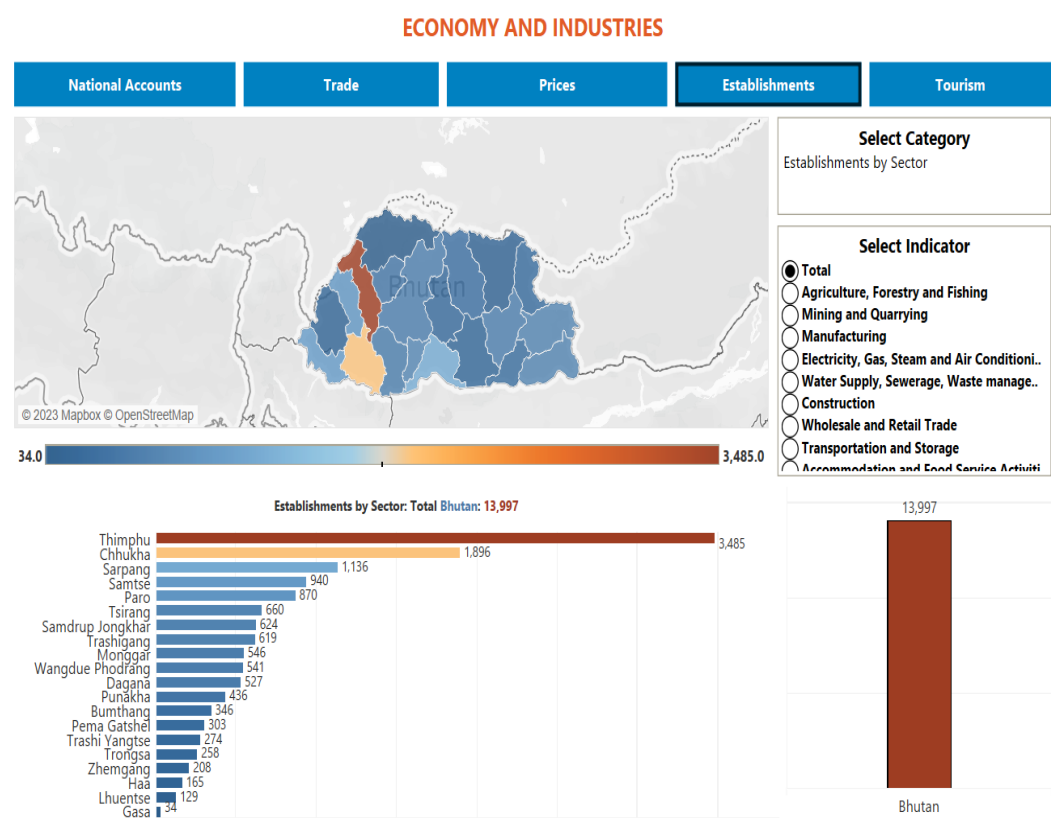 ECONOMY AND INDUSTRIES
National Accounts
Trade
Prices
Establishments
Tourism
Select Category
Establishments by Sector
Select Indicator
Total
Agriculture, Forestry and Fishing
Mining and Quarrying
Manufacturing
Electricity, Gas, Steam and Air Conditioni..
Water Supply, Sewerage, Waste manage..
Construction
Wholesale and Retail Trade
Transportation and Storage
Accommodation and Food Service Activiti
Bhutan
© 2023 Mapbox © OpenStreetMap
34.0
3,485.0
Establishments by Sector: Total Bhutan: 13,997
Thimphu 3,485
Chhukha 1,896
Sarpang 1,136
Samtse 940
Paro 870
Tsirang 660
Samdrup Jongkhar 624
Trashigang 619
Monggar 546
Wangdue Phodrang 541
Dagana 527
Punakha 436
Bumthang 346
Pema Gatshel 303
Trashi Yangtse 274
Trongsa 258
Zhemgang 208
Haa 165
Lhuentse 129
Gasa 34
13,997
Bhutan